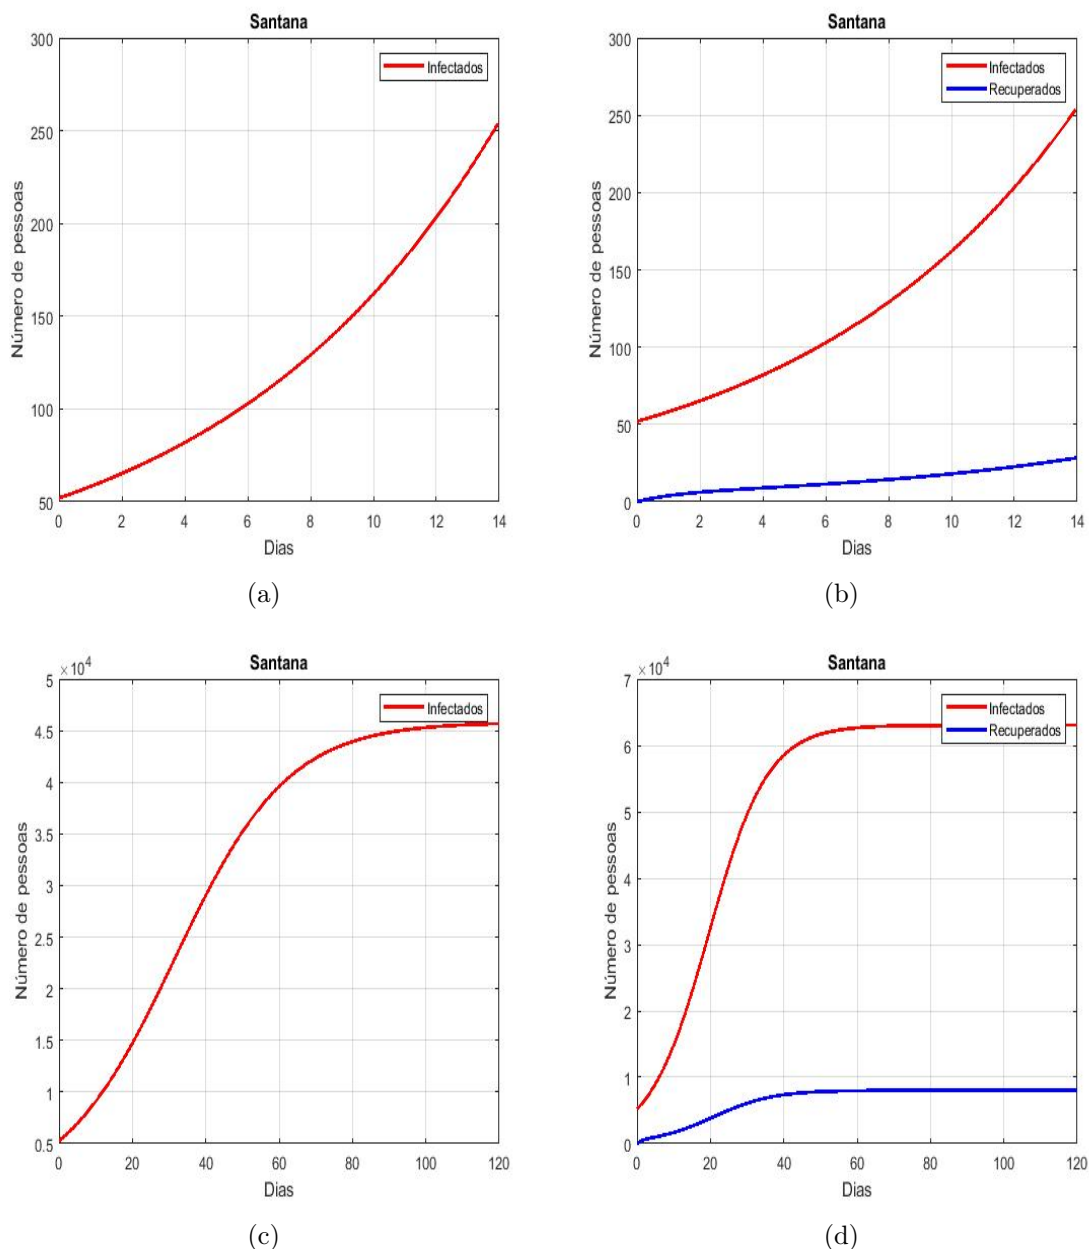 Santana
300
250
200
150
100
50
Número de pessoas
Infectados
0 2 4 6 8 10 12 14
Dias
(a)
Santana
300
250
200
150
100
50
0
Número de pessoas
Infectados
Recuperados
0 2 4 6 8 10 12 14
Dias
(b)
Santana
×10⁴
5
4.5
4
3.5
3
2.5
2
1.5
1
0.5
Número de pessoas
Infectados
0 20 40 60 80 100 120
Dias
(c)
Santana
×10⁴
7
6
5
4
3
2
1
0
Número de pessoas
Infectados
Recuperados
0 20 40 60 80 100 120
Dias
(d)